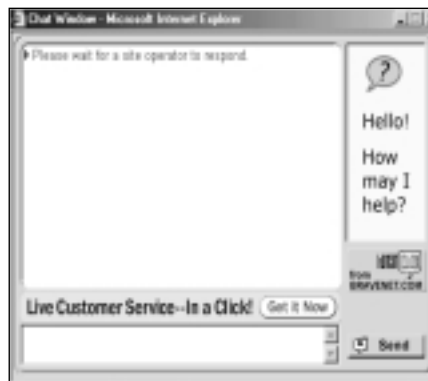 Chat Window - Microsoft Internet Explorer
Please wait for a site operator to respond.
?
Hello!
How
may I
help?
from
BRAVENET.COM
Live Customer Service--In a Click!
Get it Now
Send